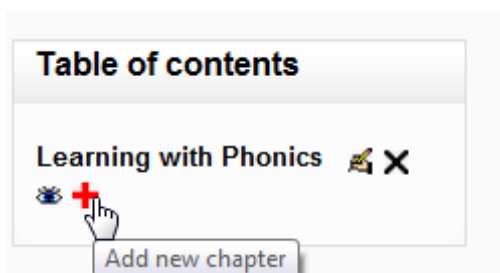 Table of contents
Learning with Phonics
Add new chapter